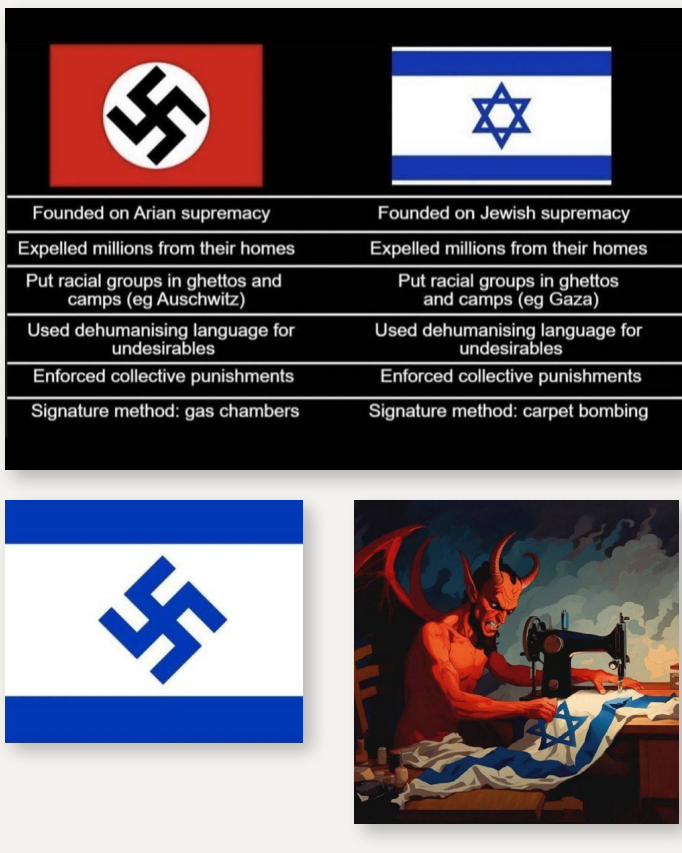 Founded on Arian supremacy
Founded on Jewish supremacy
Expelled millions from their homes
Expelled millions from their homes
Put racial groups in ghettos and
camps (eg Auschwitz)
Put racial groups in ghettos
and camps (eg Gaza)
Used dehumanising language for
undesirables
Used dehumanising language for
undesirables
Enforced collective punishments
Enforced collective punishments
Signature method: gas chambers
Signature method: carpet bombing